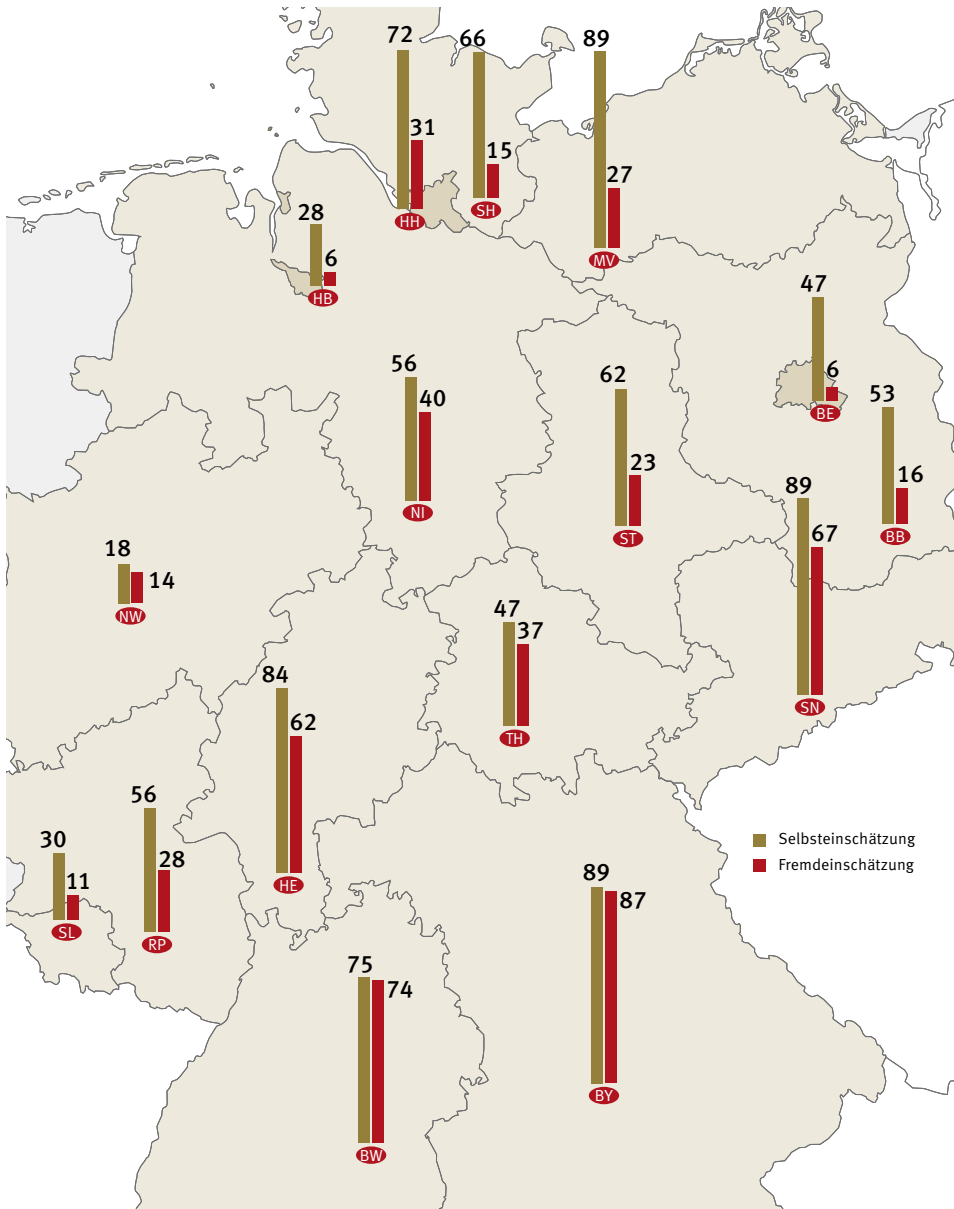 72
31
HH
66
15
SH
89
27
MV
28
6
HB
47
6
BE
56
40
NI
62
23
ST
53
16
BB
89
67
SN
18
14
NW
47
37
TH
84
62
HE
56
28
RP
30
11
SL
Selbsteinschätzung
Fremdeinschätzung
89
87
BY
75
74
BW